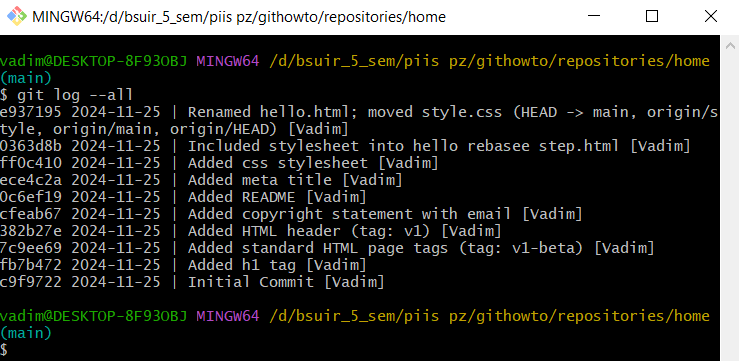 MINGW64:/d/bsuir_5_sem/piis pz/githowto/repositories/home
vadim@DESKTOP-8F93OBJ MINGW64 /d/bsuir_5_sem/piis pz/githowto/repositories/home
(main)
$ git log --all
e937195 2024-11-25 | Renamed hello.html; moved style.css (HEAD -> main, origin/s
tyle, origin/main, origin/HEAD) [Vadim]
0363d8b 2024-11-25 | Included stylesheet into hello rebasee step.html [Vadim]
ff0c410 2024-11-25 | Added css stylesheet [Vadim]
ece4c2a 2024-11-25 | Added meta title [Vadim]
0c6ef19 2024-11-25 | Added README [Vadim]
cfeab67 2024-11-25 | Added copyright statement with email [Vadim]
382b27e 2024-11-25 | Added HTML header (tag: v1) [Vadim]
7c9ee69 2024-11-25 | Added standard HTML page tags (tag: v1-beta) [Vadim]
fb7b472 2024-11-25 | Added h1 tag [Vadim]
c9f9722 2024-11-25 | Initial Commit [Vadim]
vadim@DESKTOP-8F93OBJ MINGW64 /d/bsuir_5_sem/piis pz/githowto/repositories/home
(main)
$